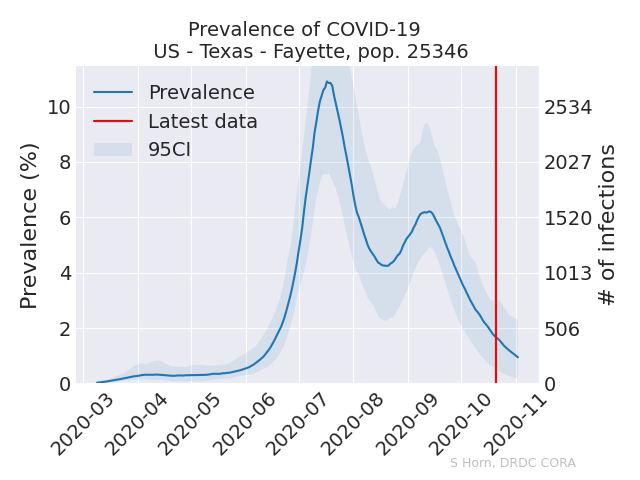 Prevalence of COVID-19
US - Texas - Fayette, pop. 25346
Prevalence (%)
10
8
6
4
2
0
Prevalence
Latest data
95CI
2534
2027
1520
1013
506
0
# of infections
2020-03
2020-04
2020-05
2020-06
2020-07
2020-08
2020-09
2020-10
2020-11
S Horn, DRDC CORA